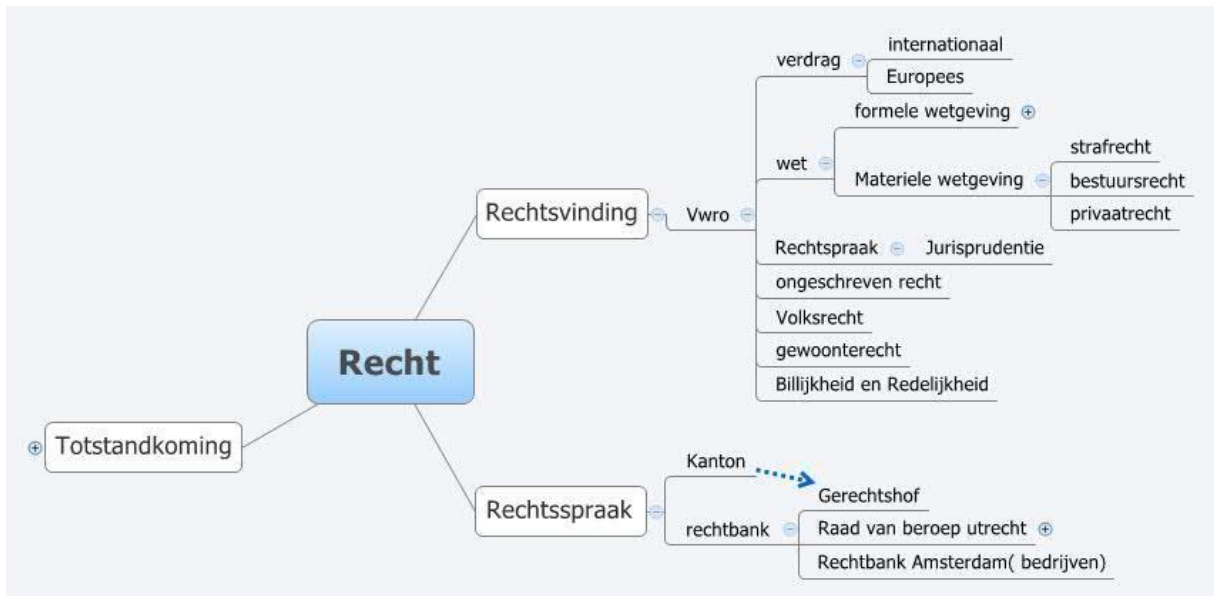 Recht
Rechtsvinding
Vwro
verdrag
internationaal
Europees
wet
formele wetgeving
Materiele wetgeving
strafrecht
bestuursrecht
privaatrecht
Rechtspraak
Jurisprudentie
ongeschreven recht
Volksrecht
gewoonterecht
Billijkheid en Redelijkheid
Rechtsspraak
Kanton
rechtbank
Gerechtshof
Raad van beroep utrecht
Rechtbank Amsterdam( bedrijven)
Totstandkoming